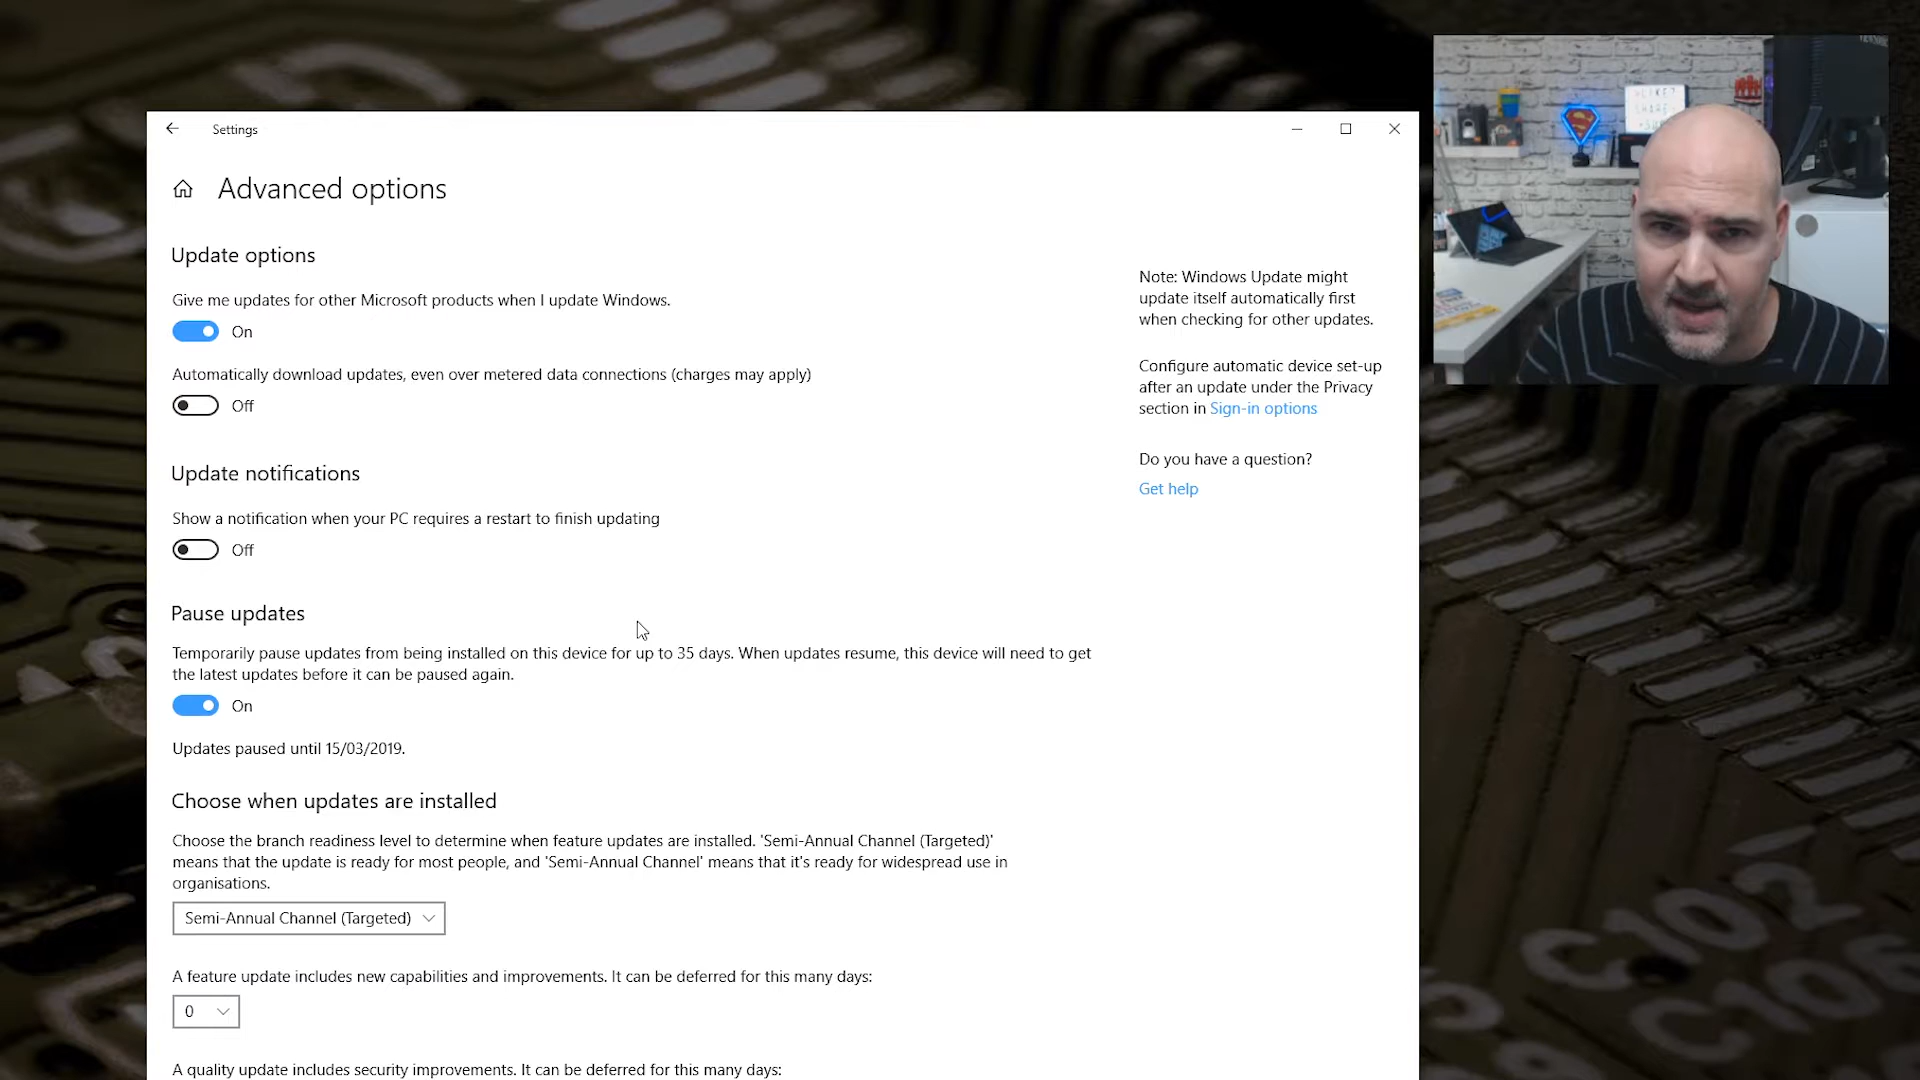 Settings
Advanced options
Update options
Give me updates for other Microsoft products when I update Windows.
On
Automatically download updates, even over metered data connections (charges may apply)
Off
Update notifications
Show a notification when your PC requires a restart to finish updating
Off
Pause updates
Temporarily pause updates from being installed on this device for up to 35 days. When updates resume, this device will need to get
the latest updates before it can be paused again.
On
Updates paused until 15/03/2019.
Choose when updates are installed
Choose the branch readiness level to determine when feature updates are installed. 'Semi-Annual Channel (Targeted)'
means that the update is ready for most people, and 'Semi-Annual Channel' means that it's ready for widespread use in
organisations.
Semi-Annual Channel (Targeted)
A feature update includes new capabilities and improvements. It can be deferred for this many days:
0
A quality update includes security improvements. It can be deferred for this many days:
Note: Windows Update might
update itself automatically first
when checking for other updates.
Configure automatic device set-up
after an update under the Privacy
section in Sign-in options
Do you have a question?
Get help
LIKE?
SHARE
C102